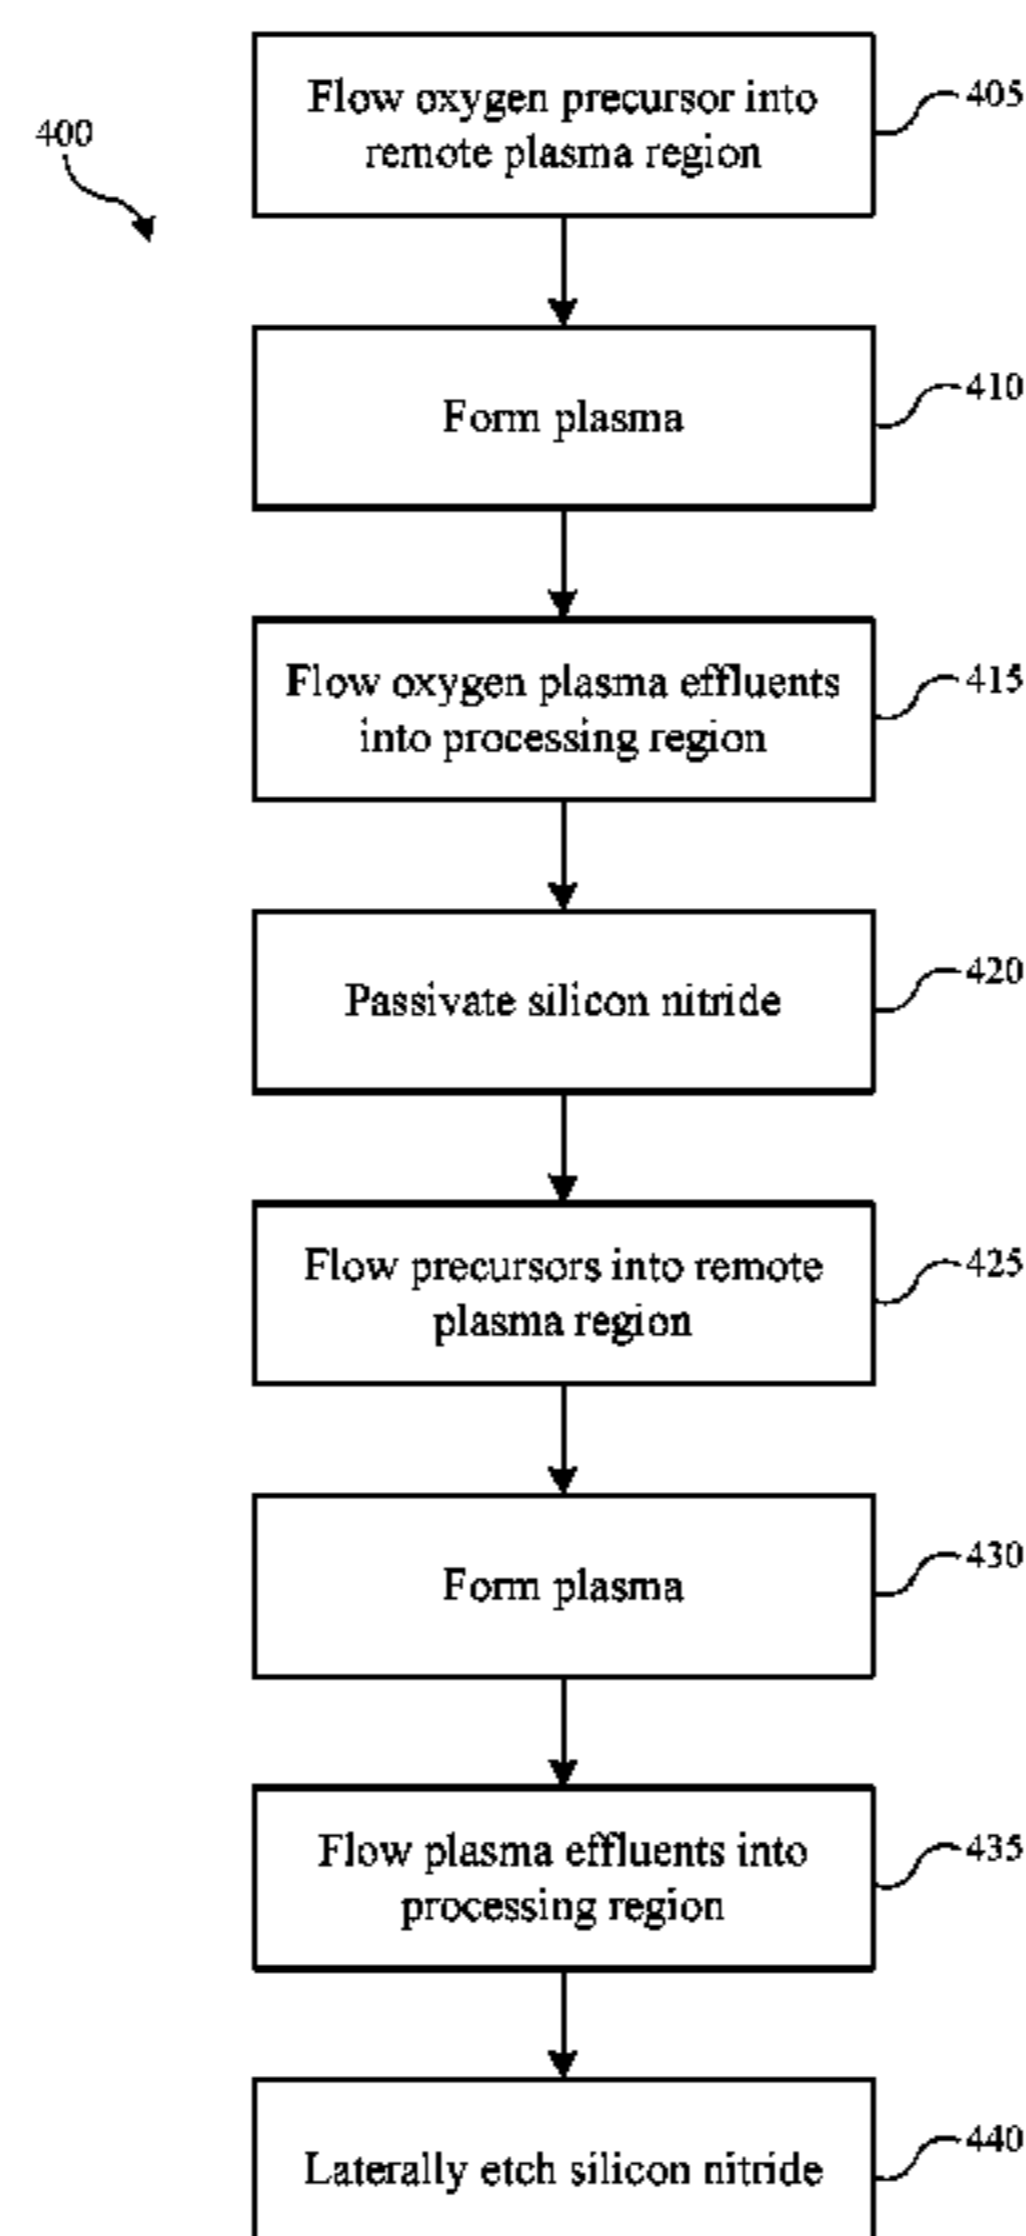 400
Flow oxygen precursor into
remote plasma region
405
Form plasma
410
Flow oxygen plasma effluents
into processing region
415
Passivate silicon nitride
420
Flow precursors into remote
plasma region
425
Form plasma
430
Flow plasma effluents into
processing region
435
Laterally etch silicon nitride
440